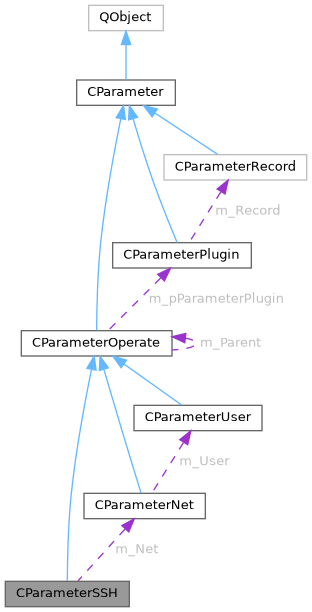 QObject
CParameter
CParameterRecord
m_Record
CParameterPlugin
m_pParameterPlugin
CParameterOperate
m_Parent
CParameterUser
m_User
CParameterNet
m_Net
CParameterSSH